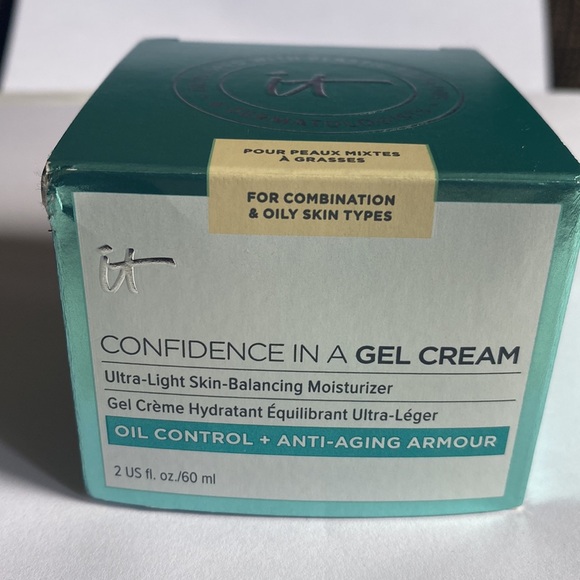 it
POUR PEAUX MIXTES
À GRASSES
FOR COMBINATION
& OILY SKIN TYPES
it
CONFIDENCE IN A GEL CREAM
Ultra-Light Skin-Balancing Moisturizer
Gel Crème Hydratant Équilibrant Ultra-Léger
OIL CONTROL + ANTI-AGING ARMOUR
2 US fl. oz./60 ml